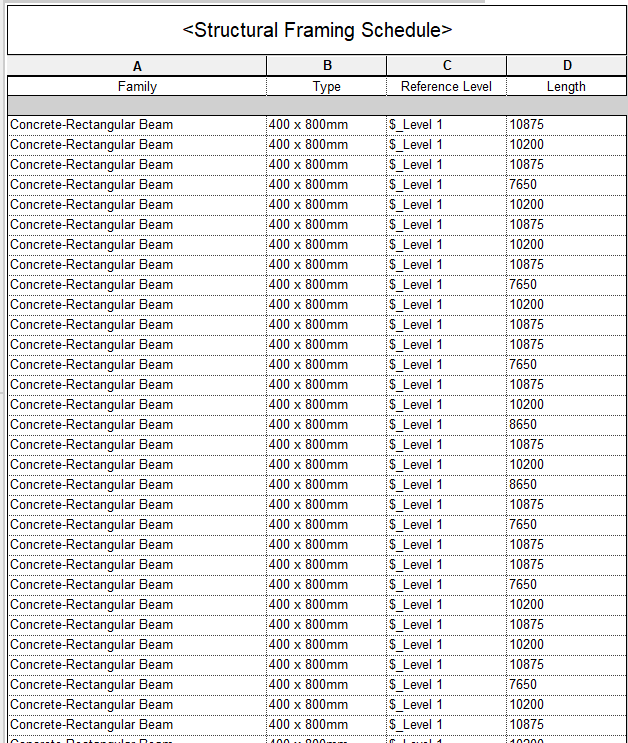 <Structural Framing Schedule>
A B C D
Family Type Reference Level Length
Concrete-Rectangular Beam 400 x 800mm $_Level 1 10875
Concrete-Rectangular Beam 400 x 800mm $_Level 1 10200
Concrete-Rectangular Beam 400 x 800mm $_Level 1 10875
Concrete-Rectangular Beam 400 x 800mm $_Level 1 7650
Concrete-Rectangular Beam 400 x 800mm $_Level 1 10200
Concrete-Rectangular Beam 400 x 800mm $_Level 1 10875
Concrete-Rectangular Beam 400 x 800mm $_Level 1 10200
Concrete-Rectangular Beam 400 x 800mm $_Level 1 10875
Concrete-Rectangular Beam 400 x 800mm $_Level 1 7650
Concrete-Rectangular Beam 400 x 800mm $_Level 1 10200
Concrete-Rectangular Beam 400 x 800mm $_Level 1 10875
Concrete-Rectangular Beam 400 x 800mm $_Level 1 10875
Concrete-Rectangular Beam 400 x 800mm $_Level 1 7650
Concrete-Rectangular Beam 400 x 800mm $_Level 1 10875
Concrete-Rectangular Beam 400 x 800mm $_Level 1 10200
Concrete-Rectangular Beam 400 x 800mm $_Level 1 8650
Concrete-Rectangular Beam 400 x 800mm $_Level 1 10875
Concrete-Rectangular Beam 400 x 800mm $_Level 1 10200
Concrete-Rectangular Beam 400 x 800mm $_Level 1 8650
Concrete-Rectangular Beam 400 x 800mm $_Level 1 10875
Concrete-Rectangular Beam 400 x 800mm $_Level 1 7650
Concrete-Rectangular Beam 400 x 800mm $_Level 1 10875
Concrete-Rectangular Beam 400 x 800mm $_Level 1 10875
Concrete-Rectangular Beam 400 x 800mm $_Level 1 7650
Concrete-Rectangular Beam 400 x 800mm $_Level 1 10200
Concrete-Rectangular Beam 400 x 800mm $_Level 1 10875
Concrete-Rectangular Beam 400 x 800mm $_Level 1 10200
Concrete-Rectangular Beam 400 x 800mm $_Level 1 10875
Concrete-Rectangular Beam 400 x 800mm $_Level 1 7650
Concrete-Rectangular Beam 400 x 800mm $_Level 1 10200
Concrete-Rectangular Beam 400 x 800mm $_Level 1 10875